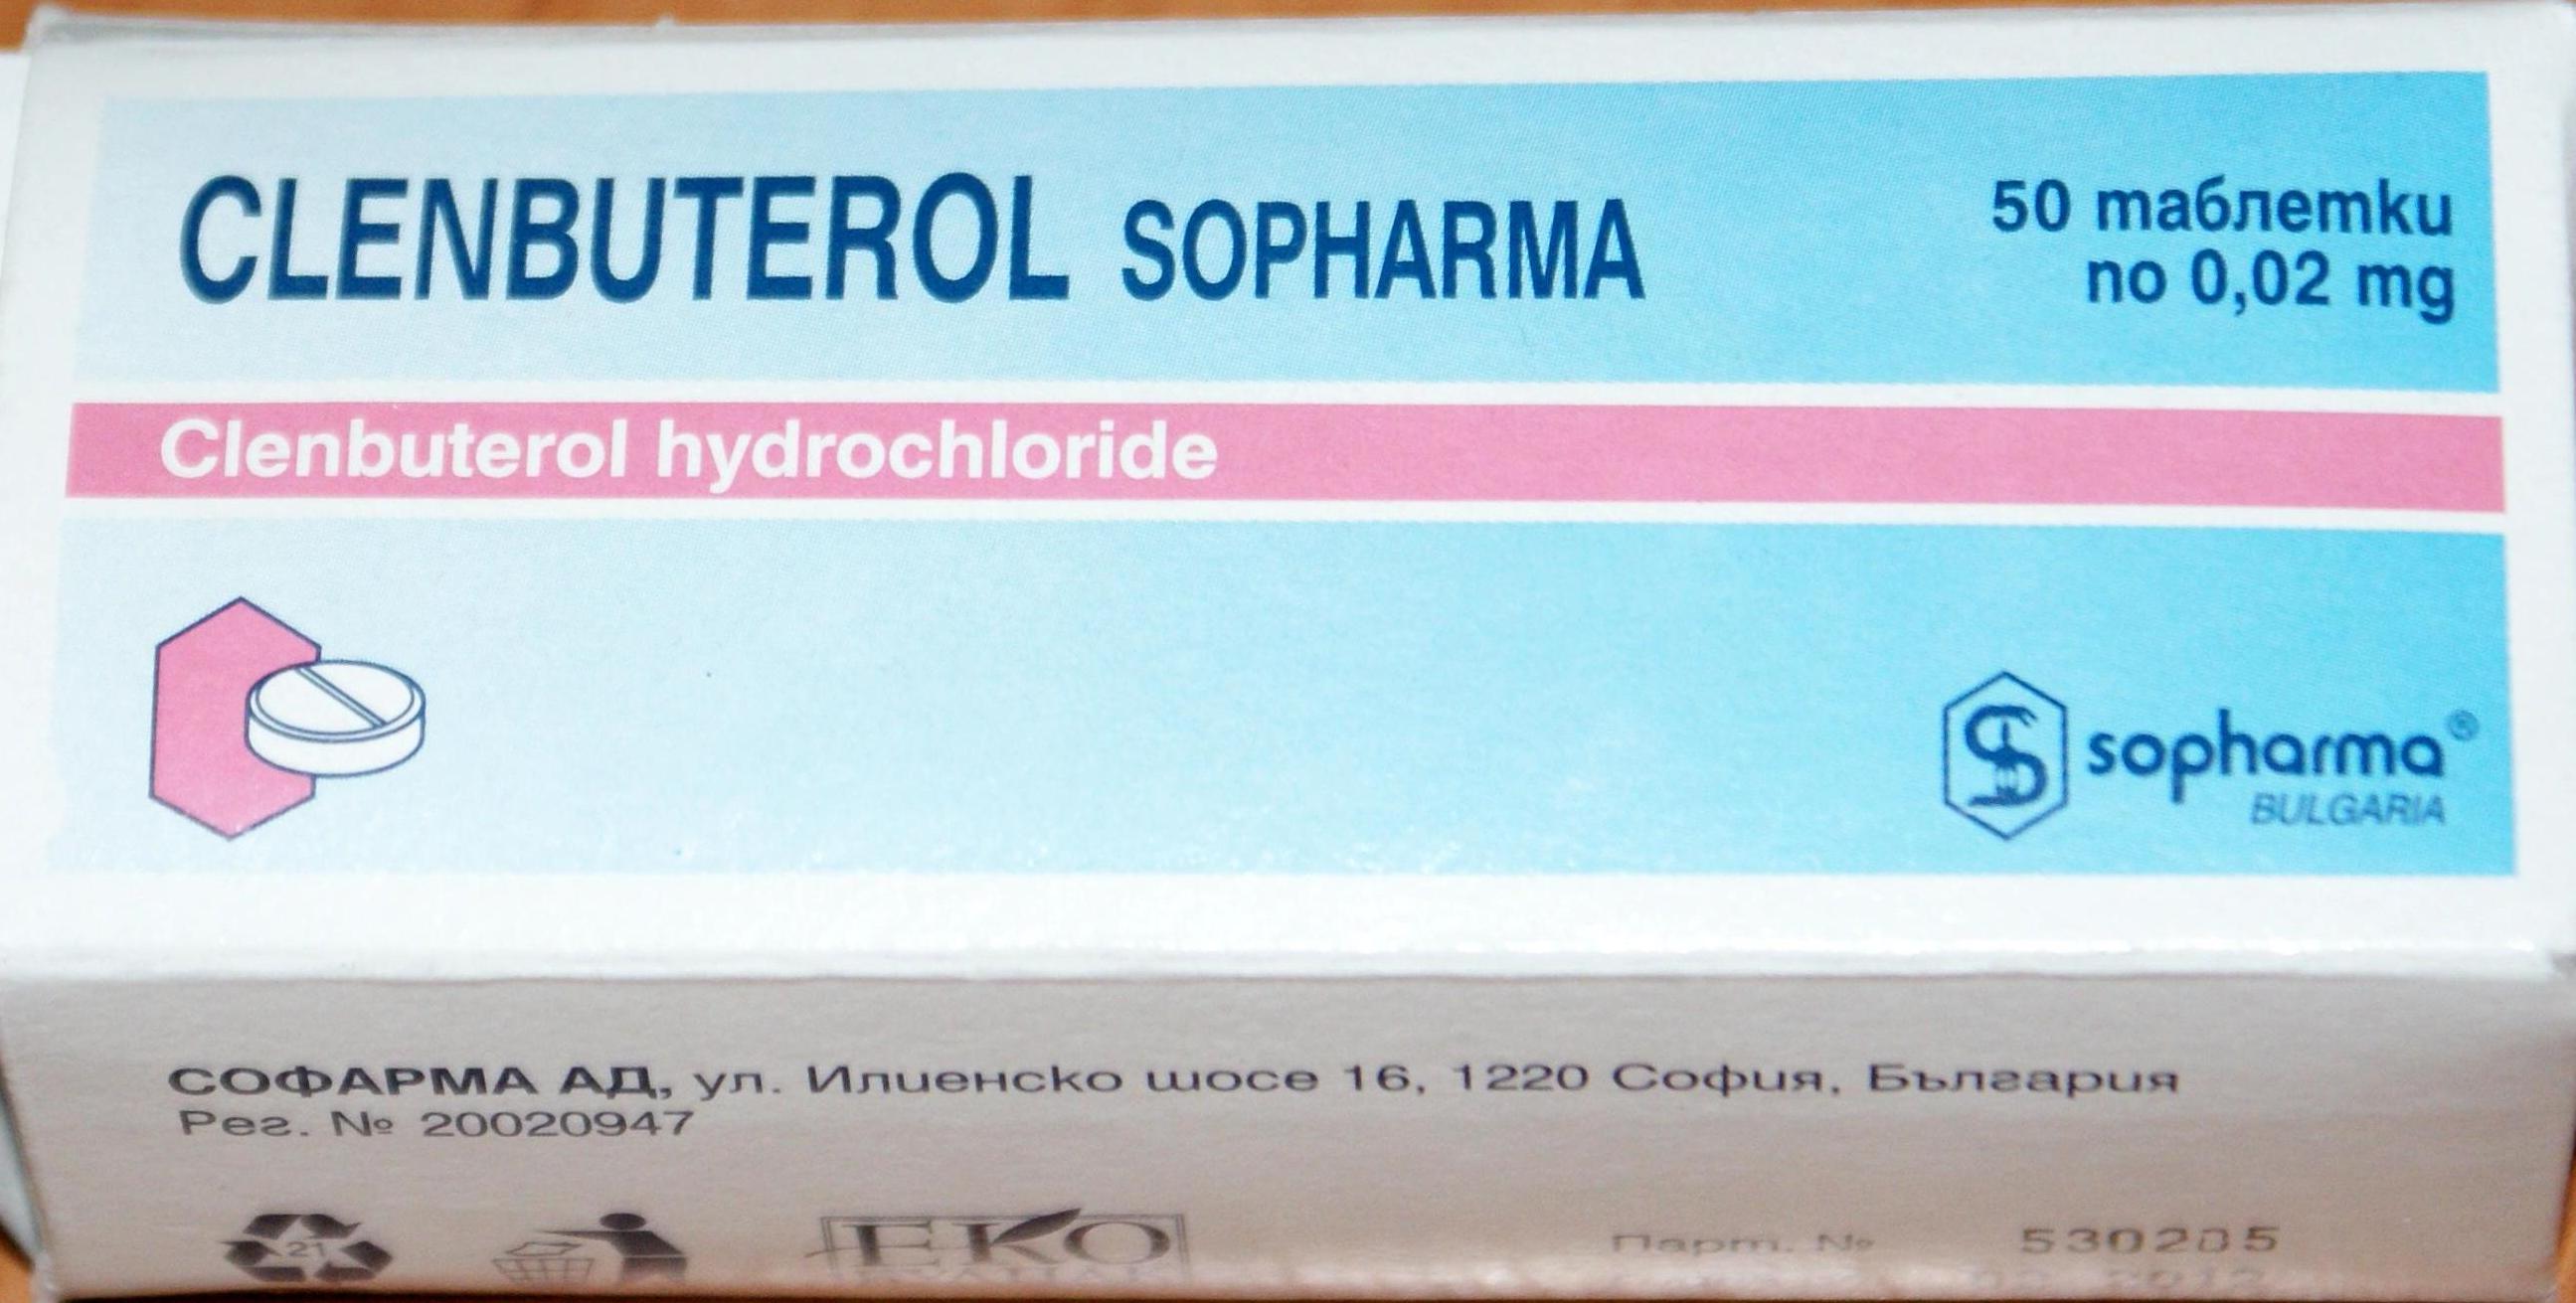 CLENBUTEROL SOPHARMA
50 таблетки
по 0,02 mg
Clenbuterol hydrochloride
sopharma®
BULGARIA
СОФАРМА АД, ул. Илиенско шосе 16, 1220 София, България
Рег. № 20020947
21
ЕКО
Парт. № 530205